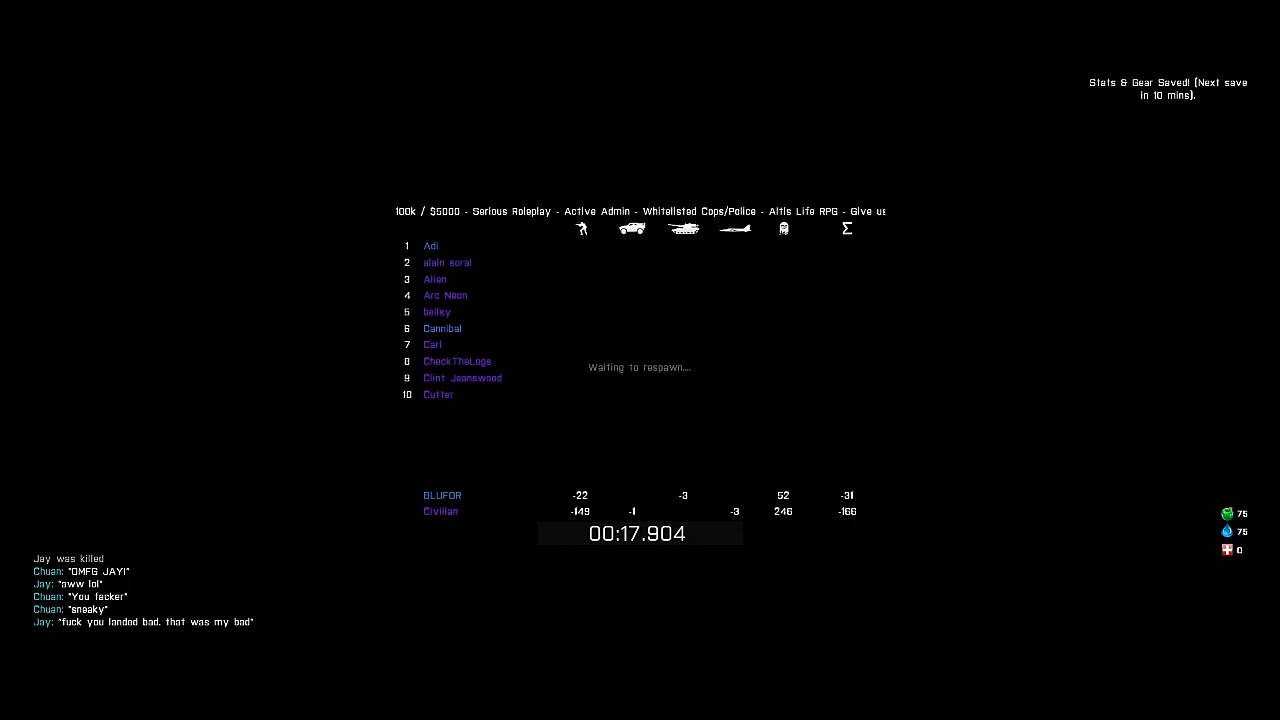 Stats & Gear Saved! (Next save
in 10 mins).
100k / $5000 - Serious Roleplay - Active Admin - Whitelisted Cops/Police - Altis Life RPG - Give us
Σ
1 Adi
2 alain soral
3 Alien
4 Arc Neon
5 bellsy
6 Cannibal
7 Carl
8 CheckTheLogs
9 Clint Jeanswood
10 Cutter
Waiting to respawn....
BLUFOR -22 -3 52 -31
Civilian -149 -1 -3 246 -166
00:17.904
75
75
0
Jay was killed
Chuan: "OMFG JAY!"
Jay: "aww lol"
Chuan: "You facker"
Chuan: "sneaky"
Jay: "fuck you landed bad. that was my bad"